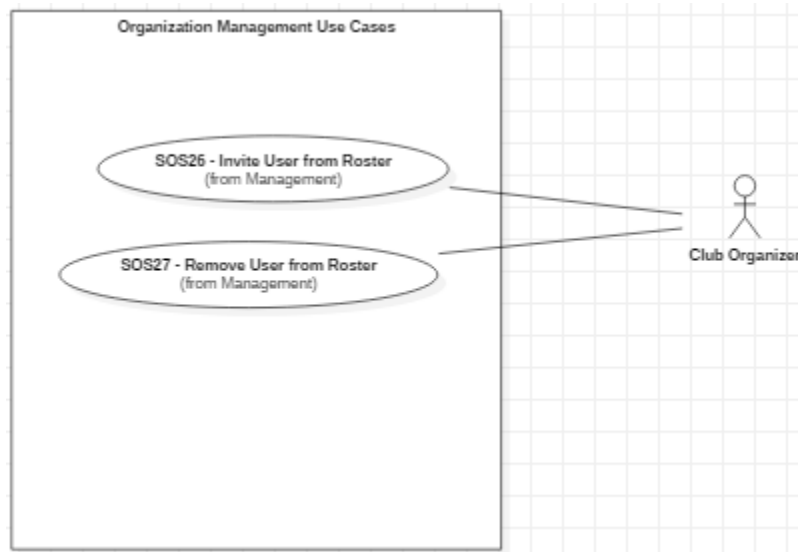 Organization Management Use Cases
SOS26 - Invite User from Roster
(from Management)
SOS27 - Remove User from Roster
(from Management)
Club Organizer